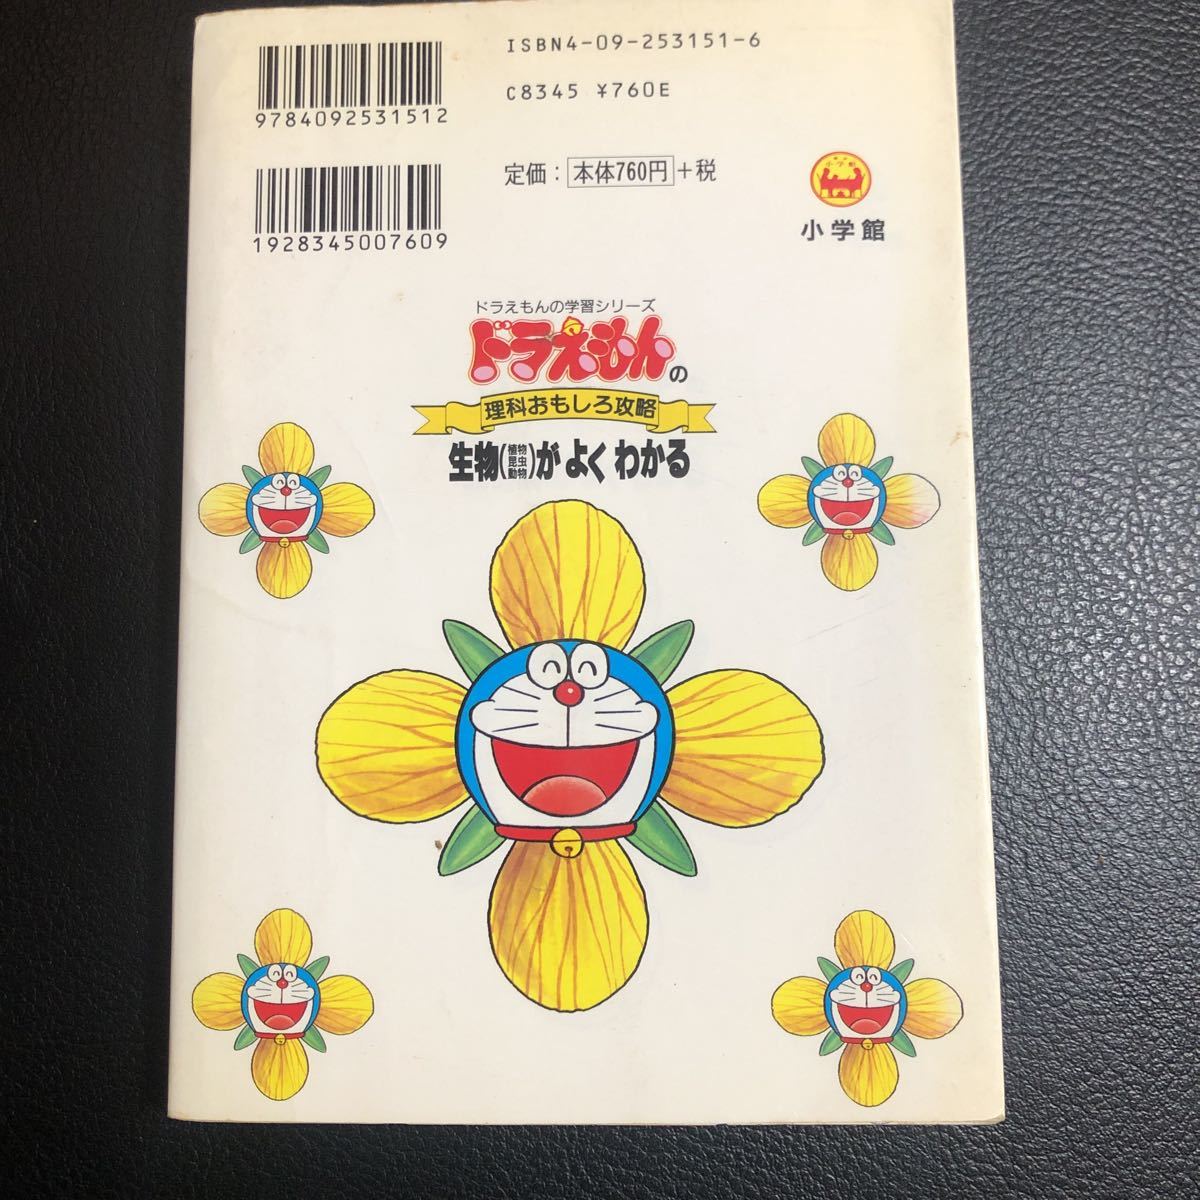 ISBN4-09-253151-6
9784092531512
C8345 ¥760E
定価：本体760円+税
1928345007609
小学館
小学館
ドラえもんの学習シリーズ
ドラえもんの
理科おもしろ攻略
生物(植物 昆虫 動物)がよくわかる